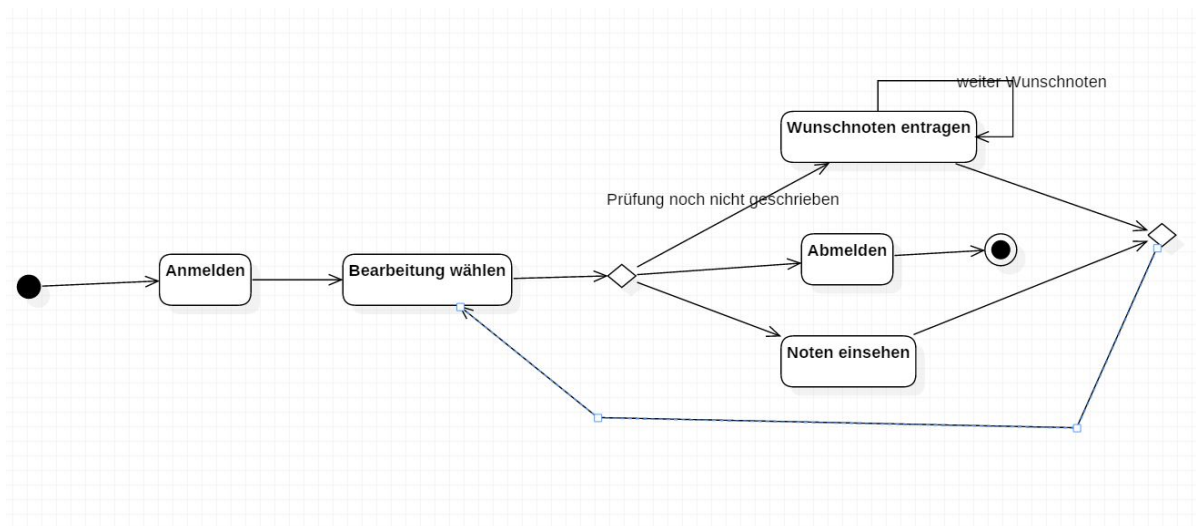 weiter Wunschnoten
Wunschnoten entragen
Prüfung noch nicht geschrieben
Abmelden
Anmelden
Bearbeitung wählen
Noten einsehen